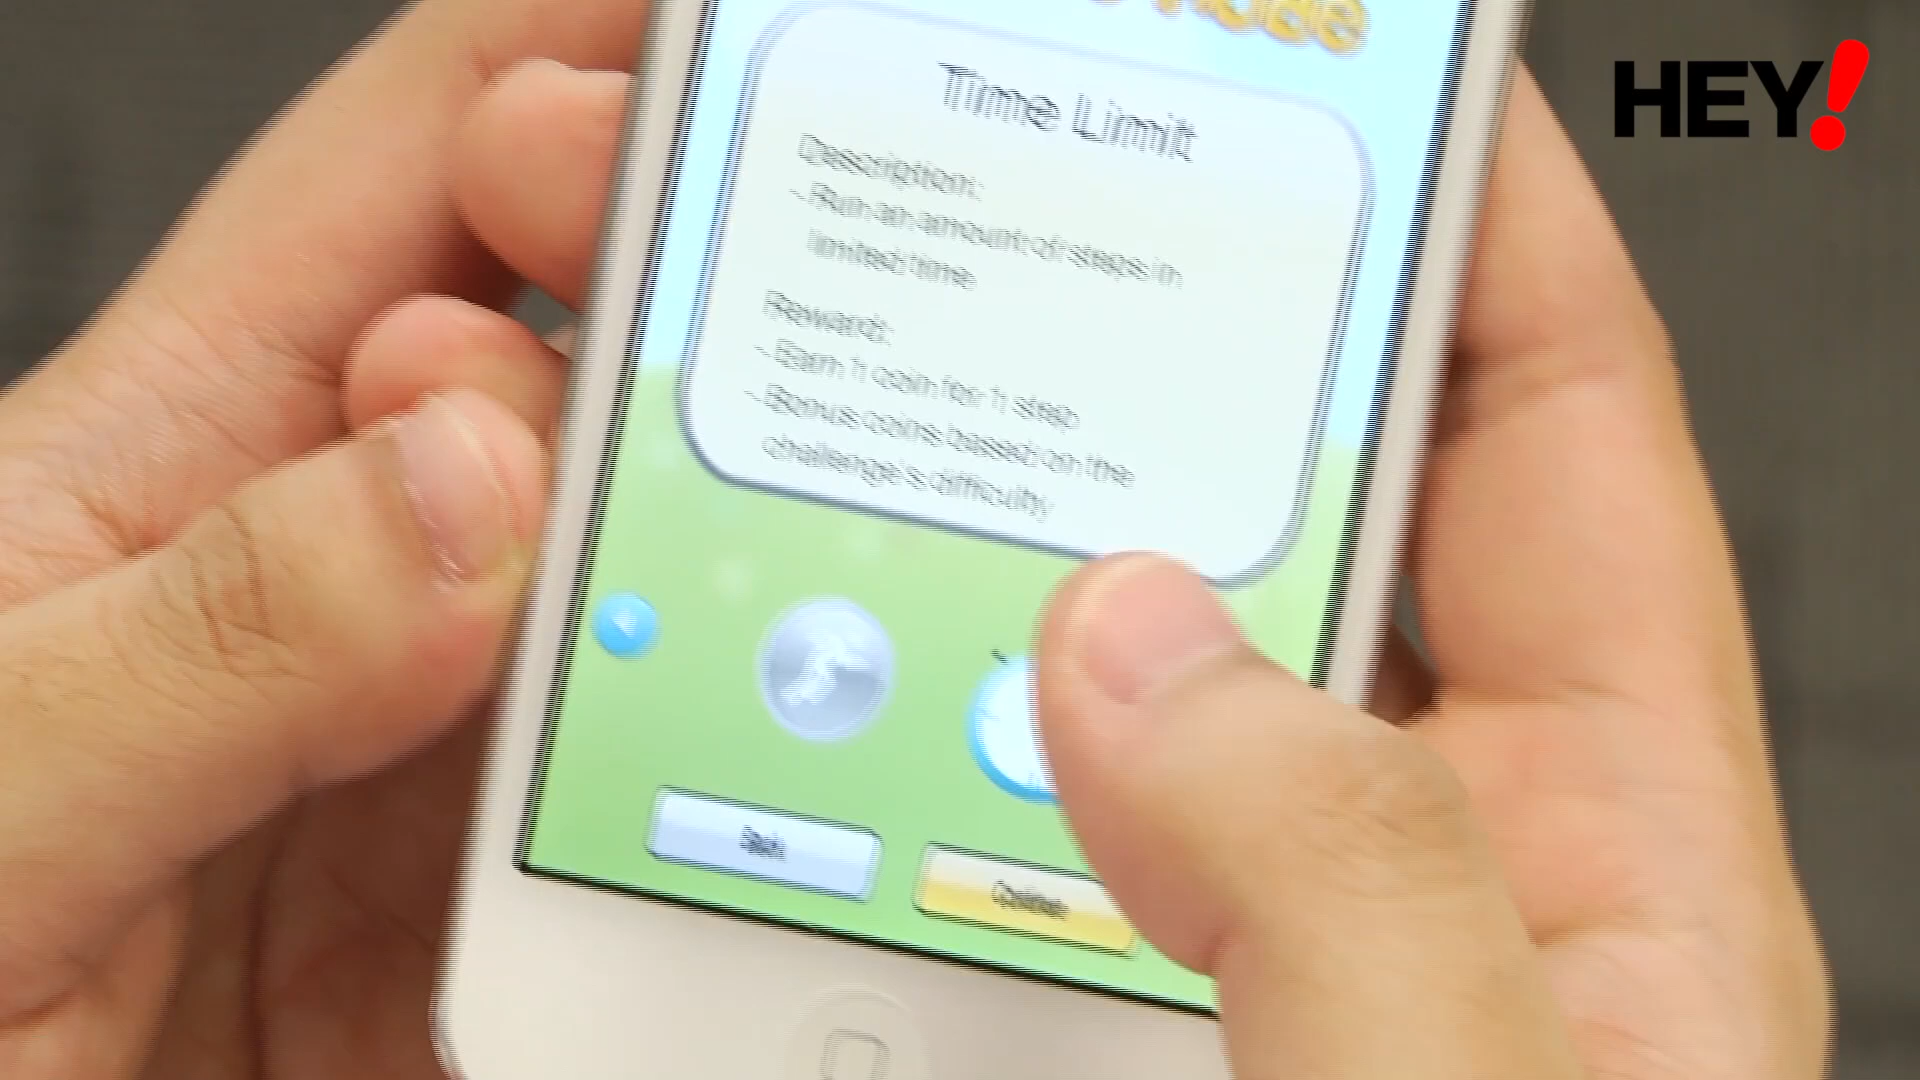 HEY!
Time Limit
Description:
- Run an amount of steps in
limited time
Reward:
- Earn 1 coin for 1 step
- Bonus coins based on the
challenge's difficulty